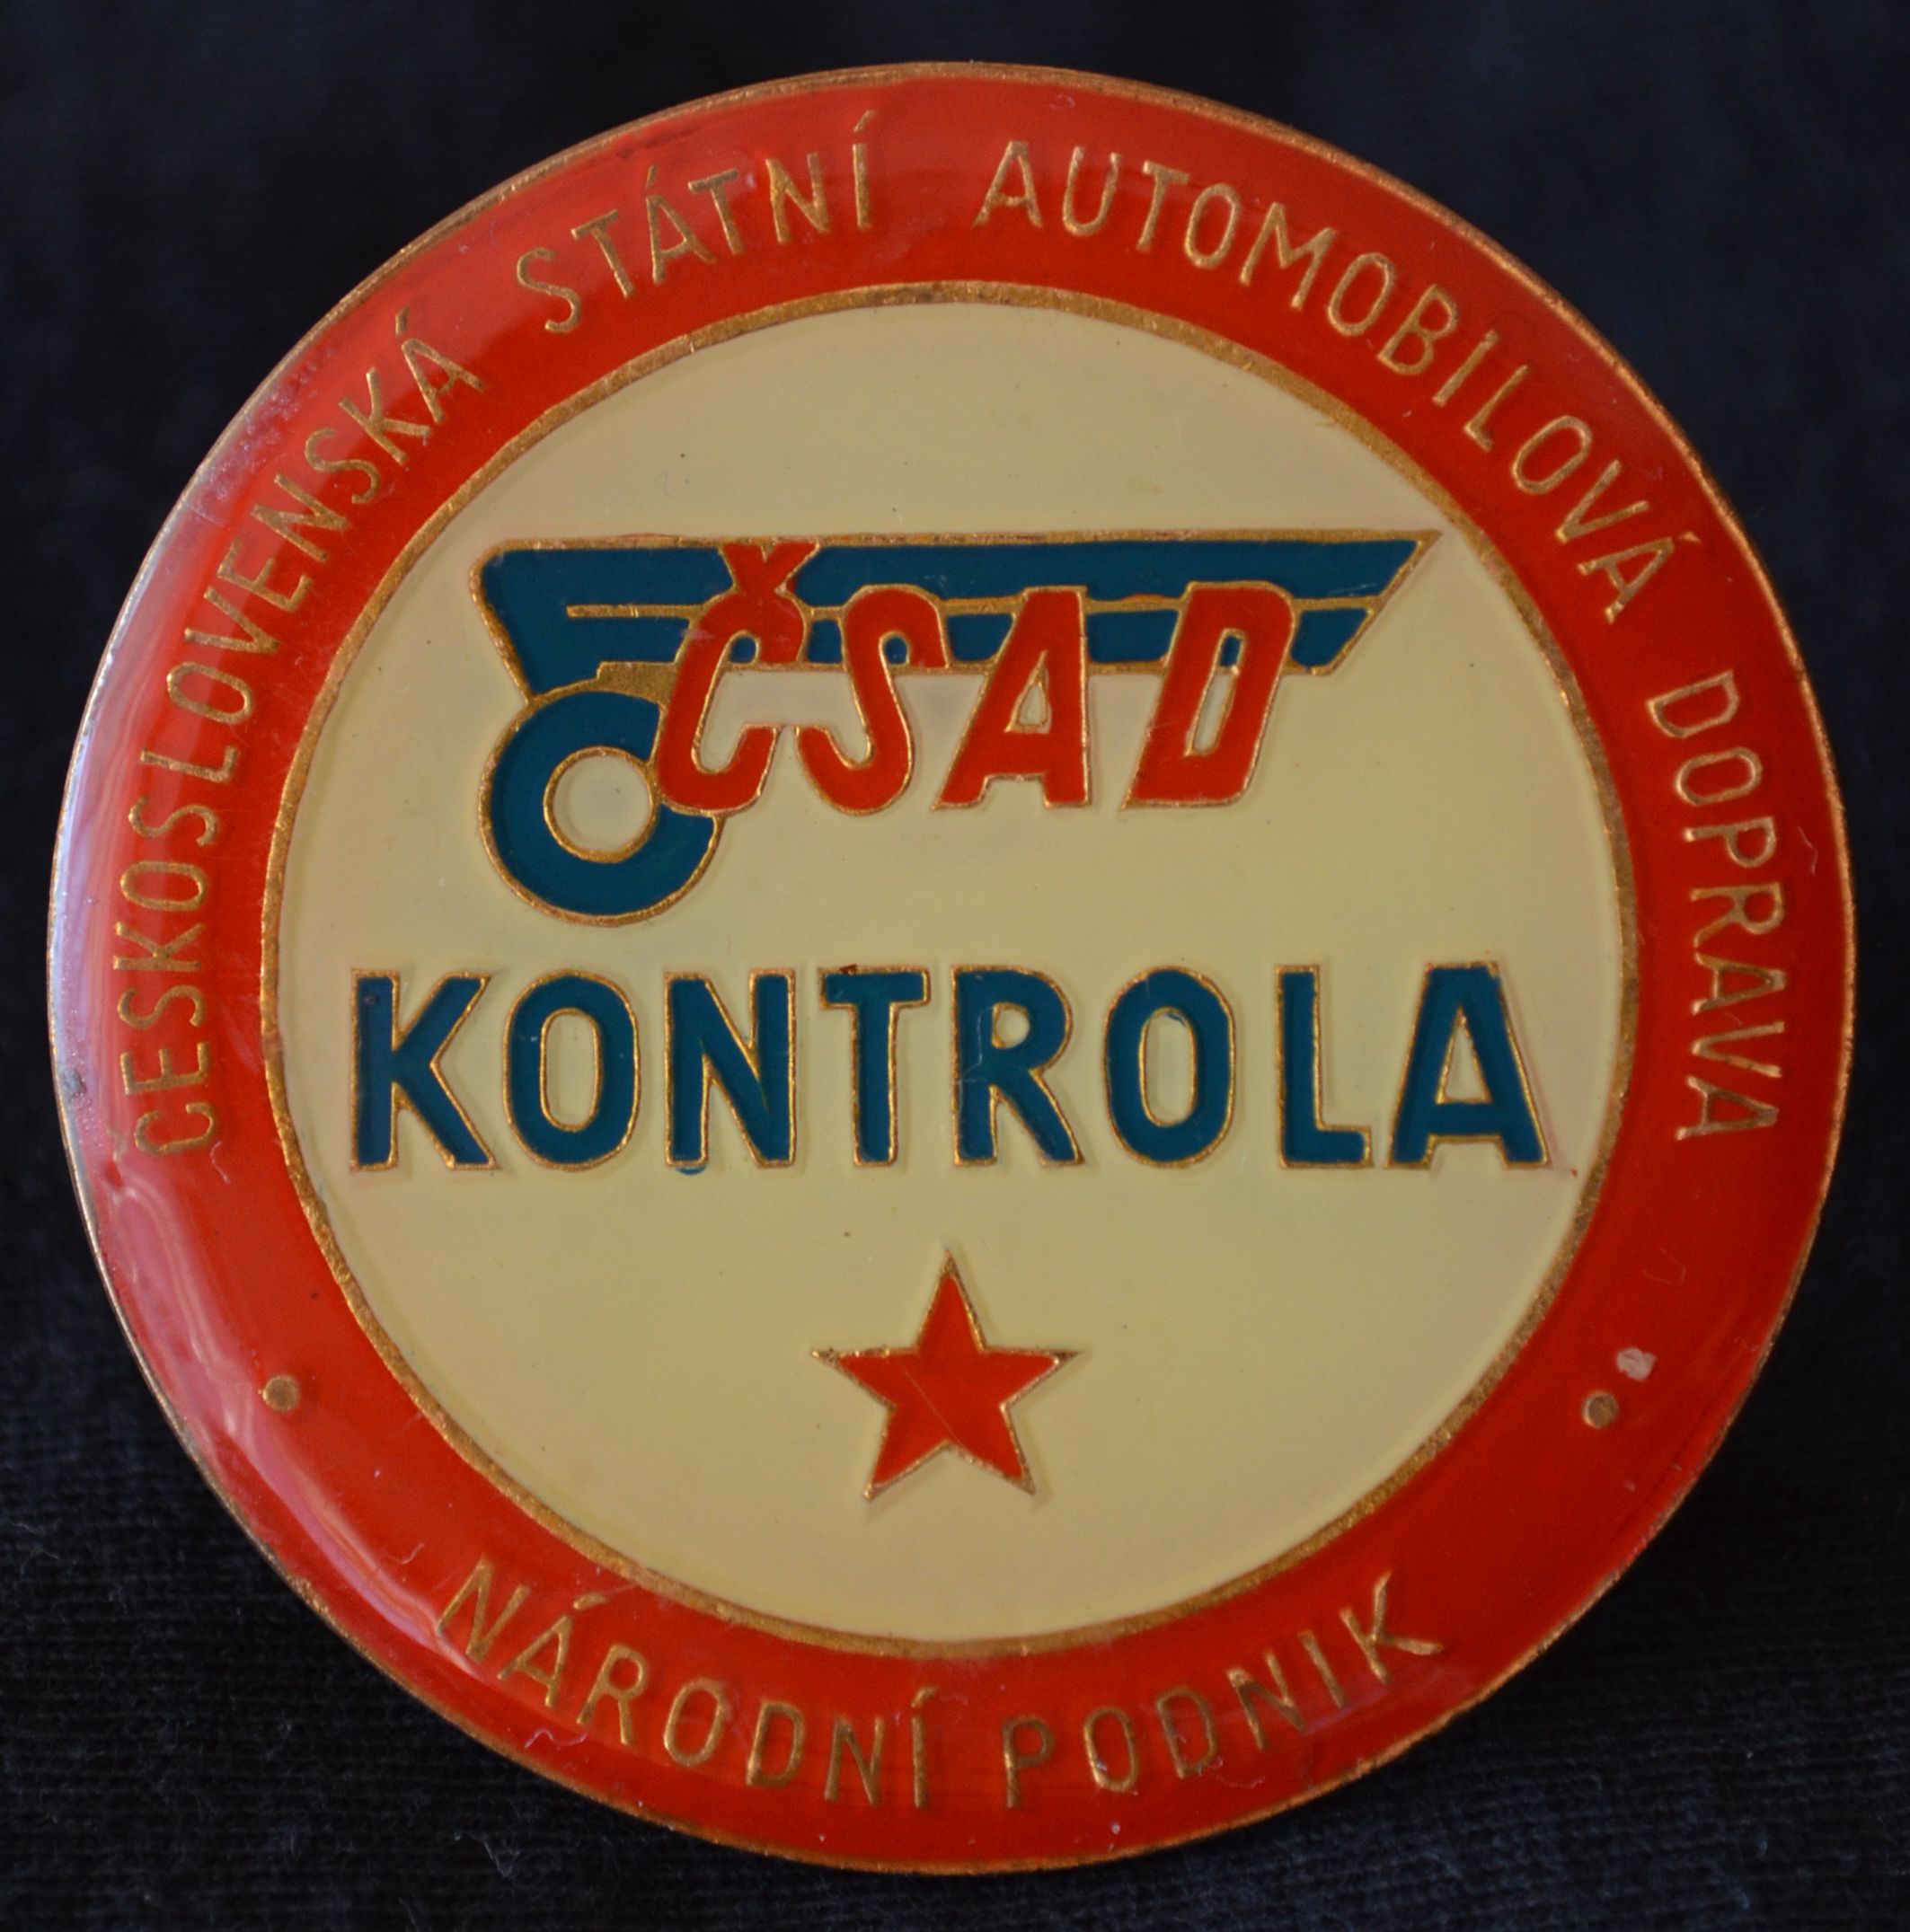 ČESKOSLOVENSKÁ STÁTNÍ AUTOMOBILOVÁ DOPRAVA
ČSAD
KONTROLA
NÁRODNÍ PODNIK